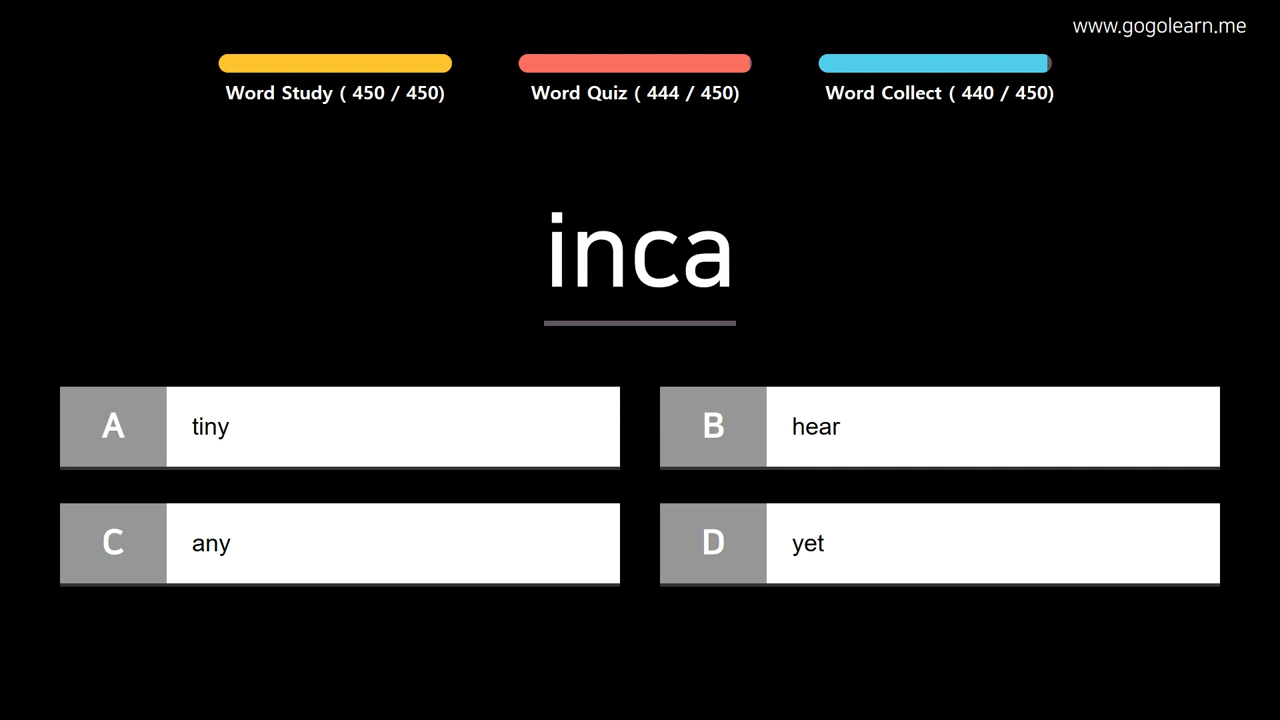 www.gogolearn.me
Word Study ( 450 / 450)
Word Quiz ( 444 / 450)
Word Collect ( 440 / 450)
inca
A tiny
B hear
C any
D yet